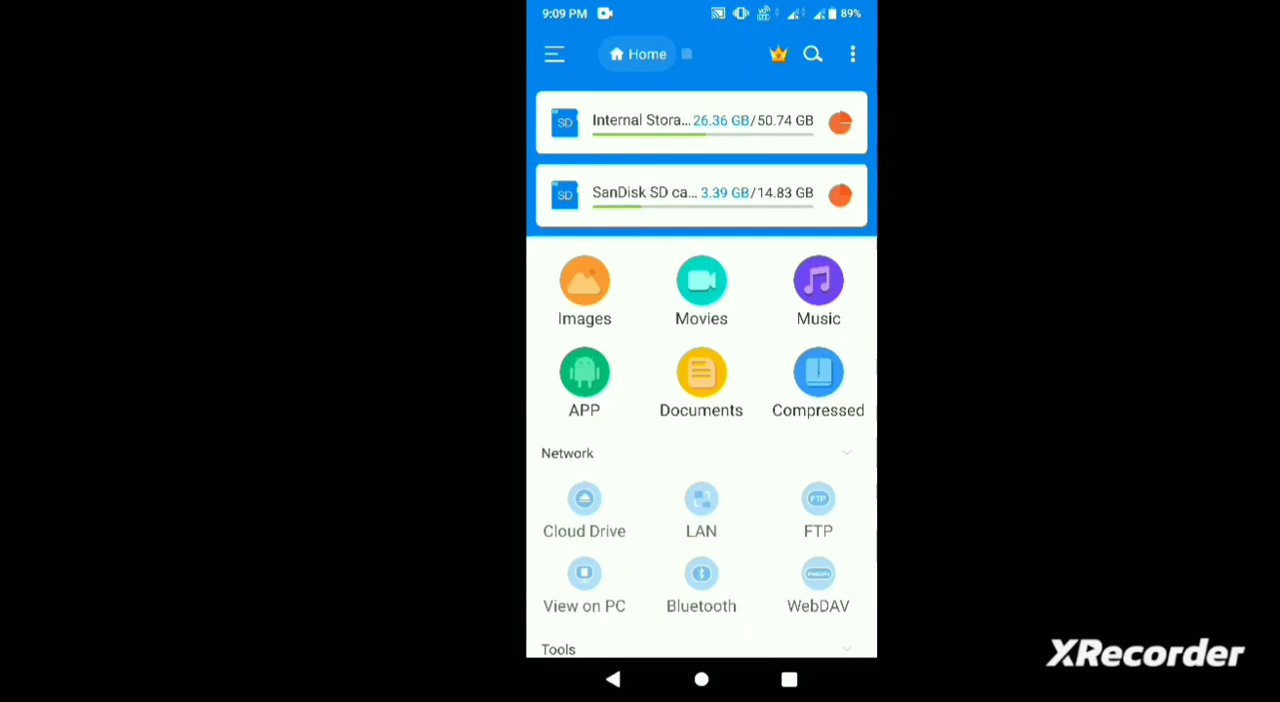 9:09 PM 89%
Home
SD Internal Stora... 26.36 GB/50.74 GB
SD SanDisk SD ca... 3.39 GB/14.83 GB
Images Movies Music
APP Documents Compressed
Network
FTP
Cloud Drive LAN FTP
View on PC Bluetooth WebDAV
Tools
XRecorder